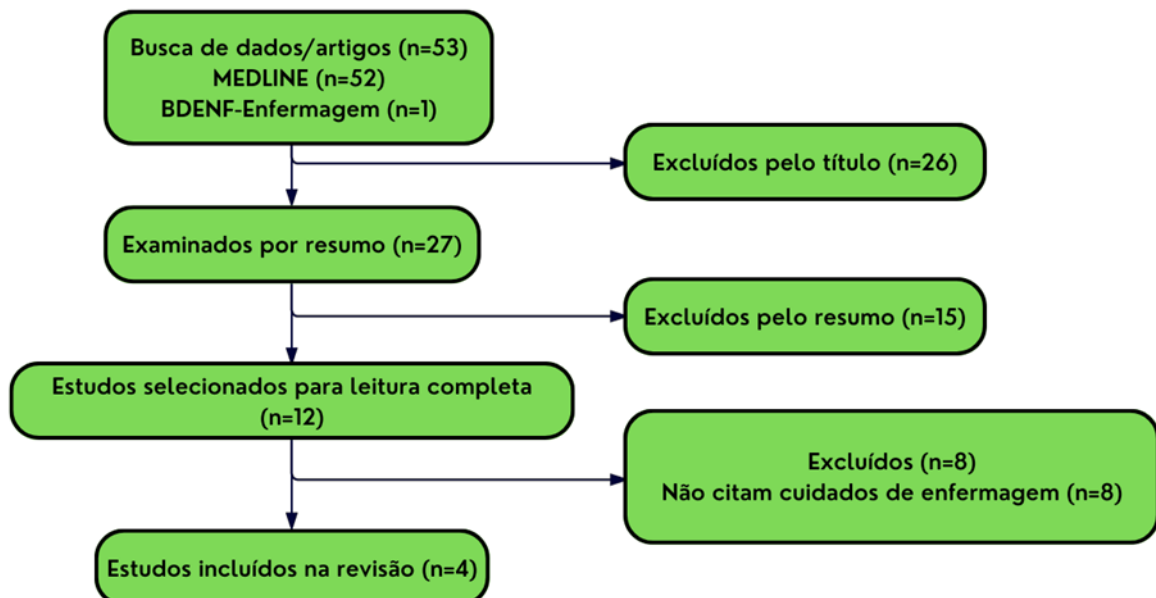 Busca de dados/artigos (n=53)
MEDLINE (n=52)
BDENF-Enfermagem (n=1)
Excluídos pelo título (n=26)
Examinados por resumo (n=27)
Excluídos pelo resumo (n=15)
Estudos selecionados para leitura completa
(n=12)
Excluídos (n=8)
Não citam cuidados de enfermagem (n=8)
Estudos incluídos na revisão (n=4)